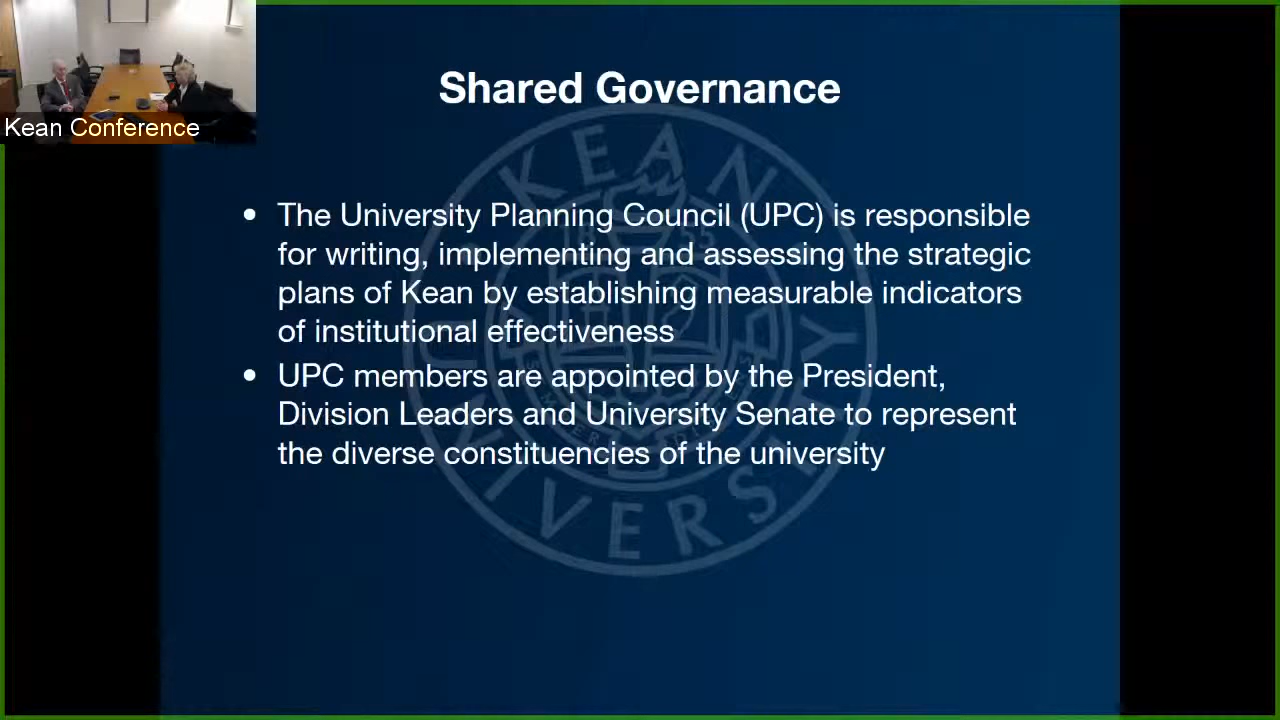 Kean Conference
Shared Governance
• The University Planning Council (UPC) is responsible
for writing, implementing and assessing the strategic
plans of Kean by establishing measurable indicators
of institutional effectiveness
• UPC members are appointed by the President,
Division Leaders and University Senate to represent
the diverse constituencies of the university
KEAN UNIVERSITY